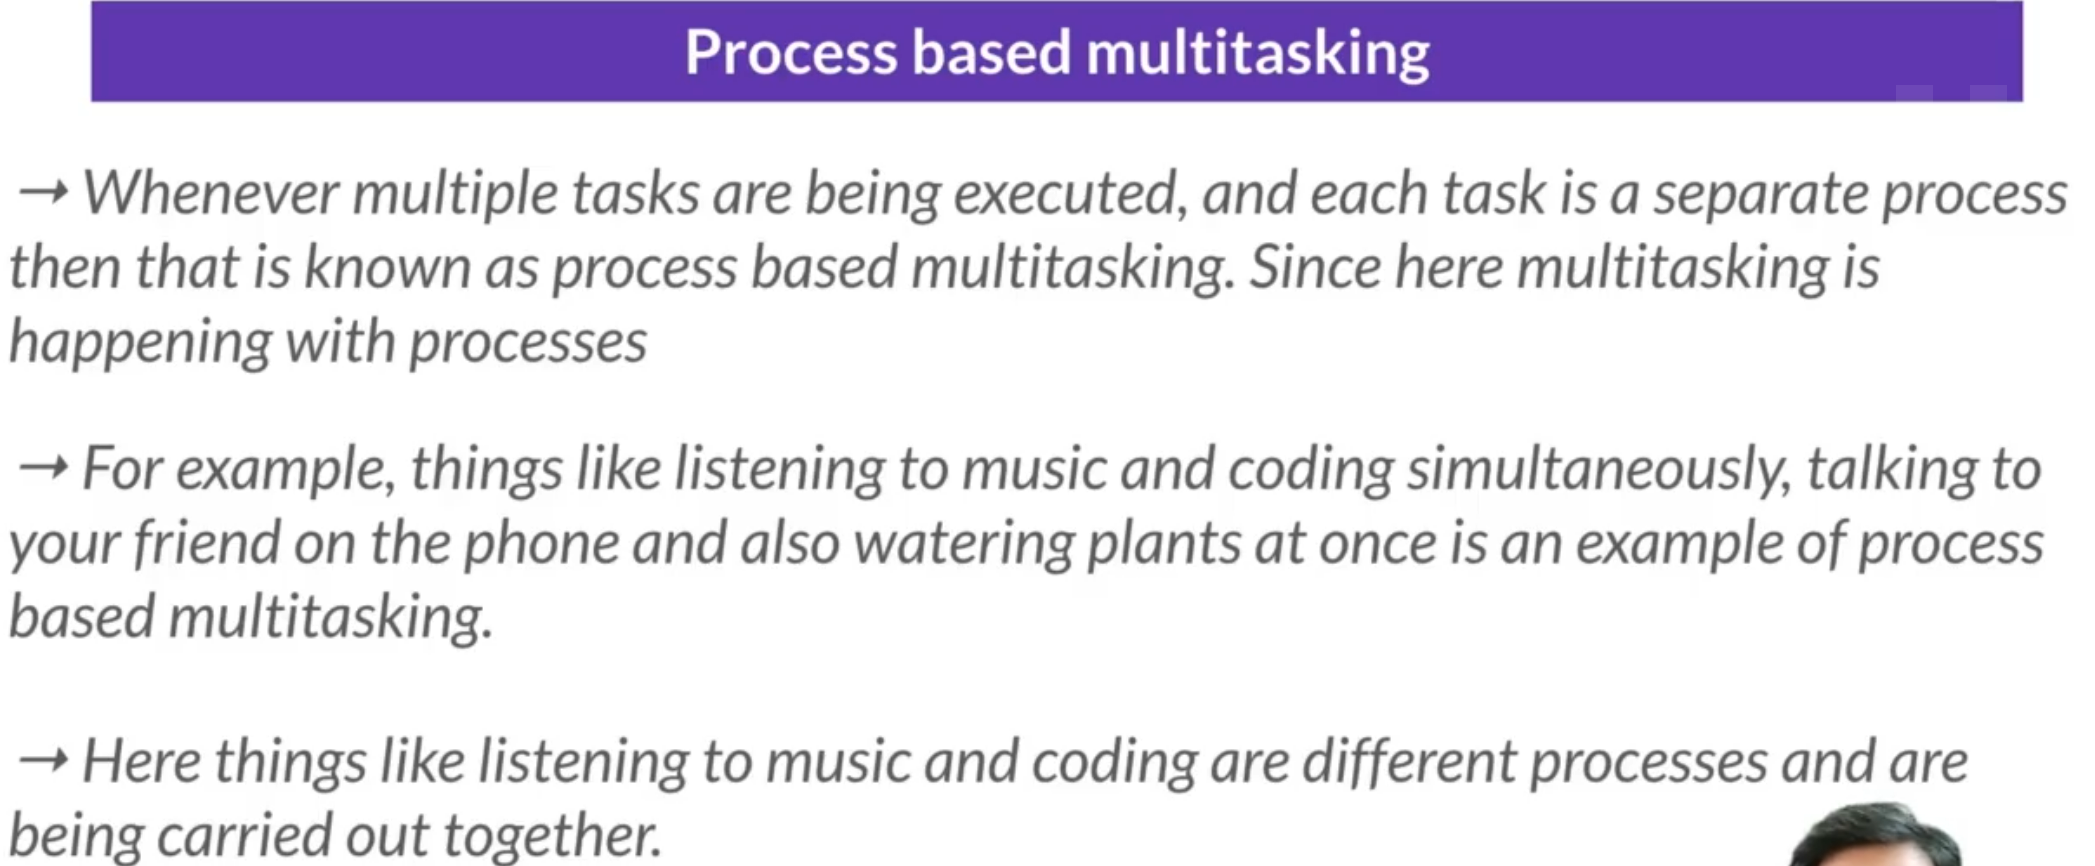 Process based multitasking
→ Whenever multiple tasks are being executed, and each task is a separate process
then that is known as process based multitasking. Since here multitasking is
happening with processes
→ For example, things like listening to music and coding simultaneously, talking to
your friend on the phone and also watering plants at once is an example of process
based multitasking.
→ Here things like listening to music and coding are different processes and are
being carried out together.